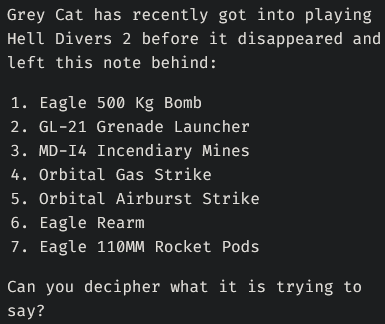 Grey Cat has recently got into playing
Hell Divers 2 before it disappeared and
left this note behind:
1. Eagle 500 Kg Bomb
2. GL-21 Grenade Launcher
3. MD-I4 Incendiary Mines
4. Orbital Gas Strike
5. Orbital Airburst Strike
6. Eagle Rearm
7. Eagle 110MM Rocket Pods
Can you decipher what it is trying to
say?